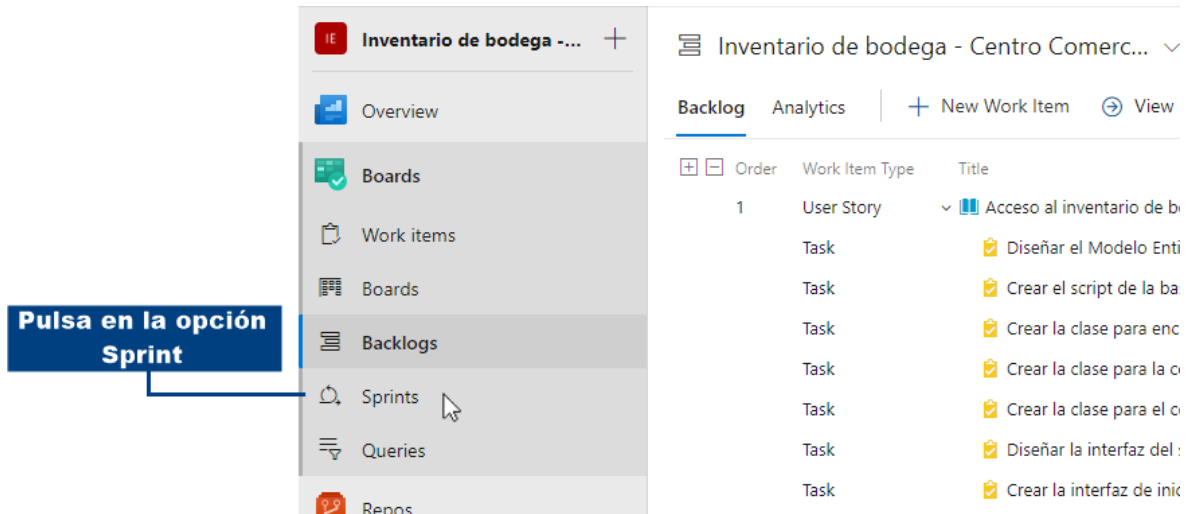 IE Inventario de bodega -...
Overview
Boards
Work items
Boards
Backlogs
Sprints
Queries
Repos
Pulsa en la opción
Sprint
Inventario de bodega - Centro Comerc...
Backlog Analytics New Work Item View
Order Work Item Type Title
1 User Story Acceso al inventario de
Task Diseñar el Modelo
Task Crear el script de la
Task Crear la clase para
Task Crear la clase para la
Task Crear la clase para el
Task Diseñar la interfaz del
Task Crear la interfaz de